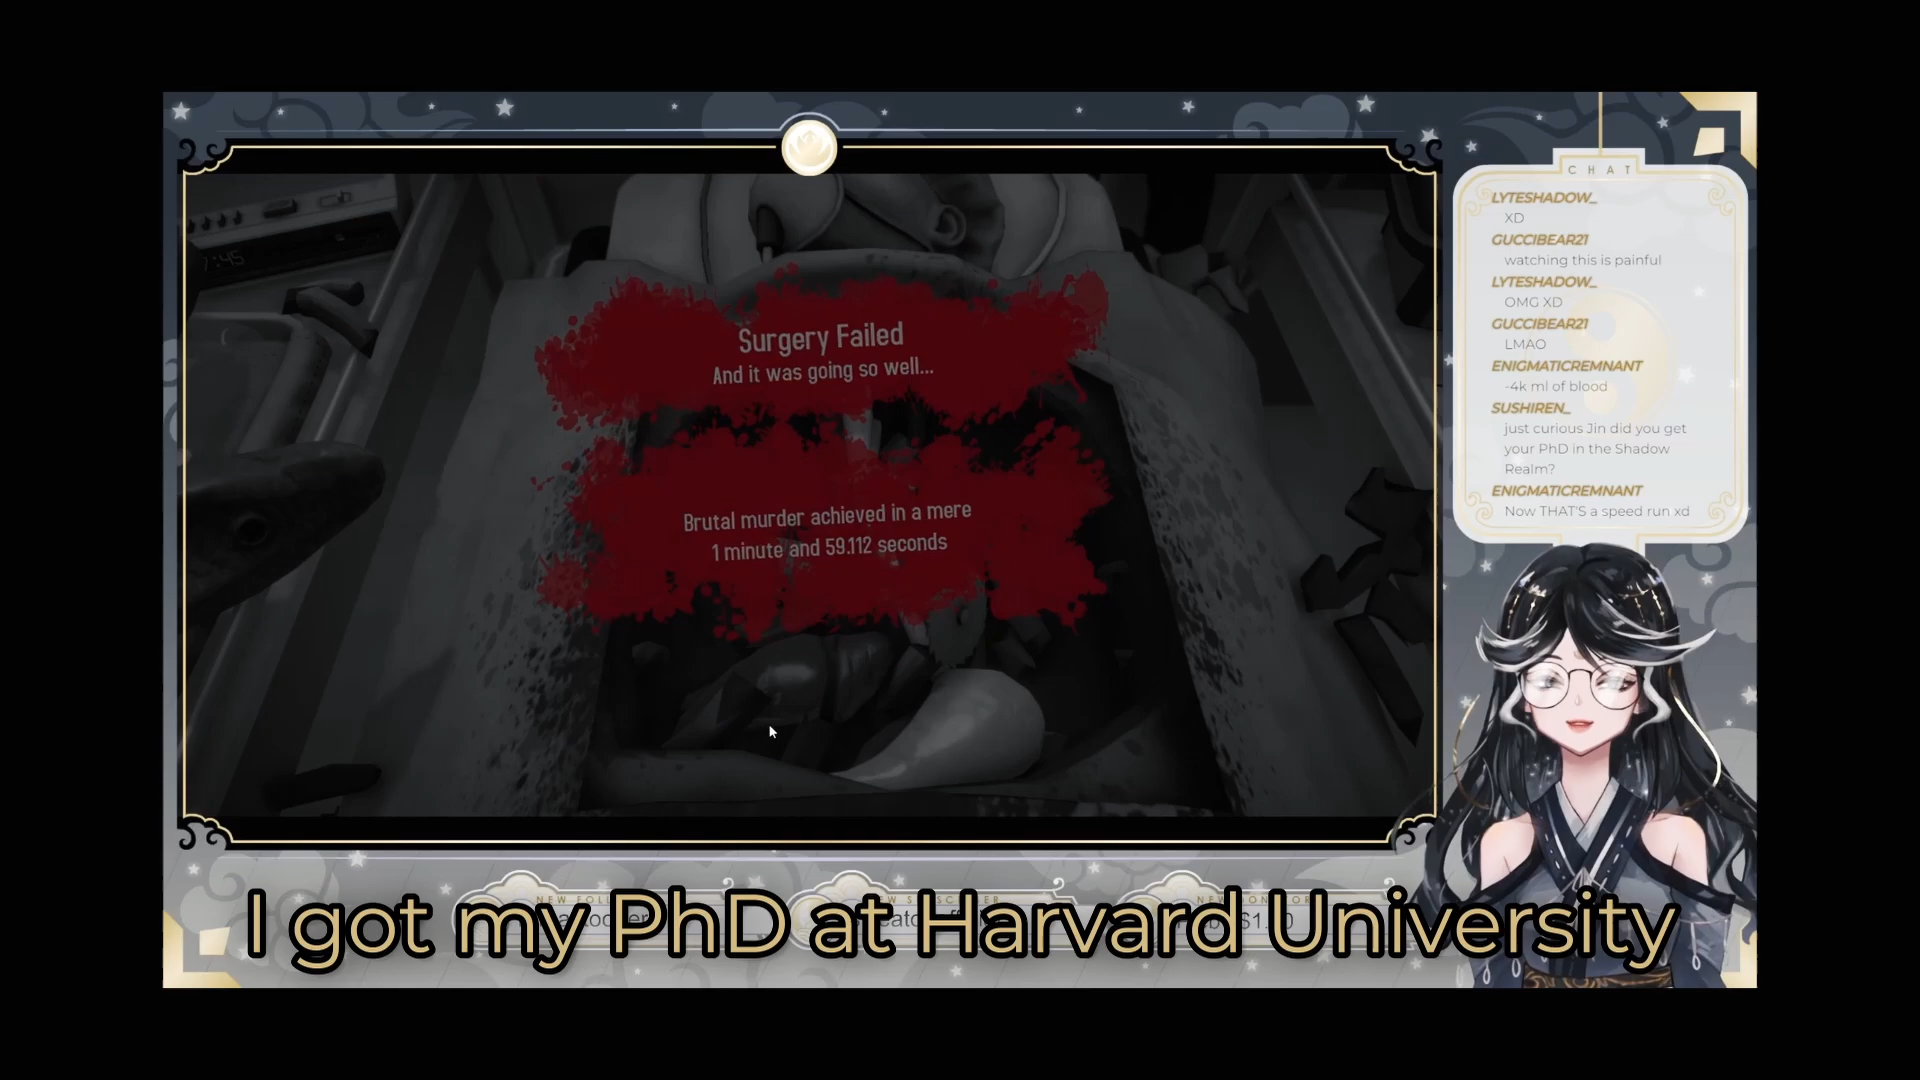 CHAT
LYTESHADOW_
XD
GUCCIBEAR21
watching this is painful
LYTESHADOW_
OMG XD
GUCCIBEAR21
LMAO
ENIGMATICREMNANT
-4k ml of blood
SUSHIREN_
just curious Jin did you get
your PhD in the Shadow
Realm?
ENIGMATICREMNANT
Now THAT'S a speed run xd
7:45
Surgery Failed
And it was going so well...
Brutal murder achieved in a mere
1 minute and 59.112 seconds
I got my PhD at Harvard University